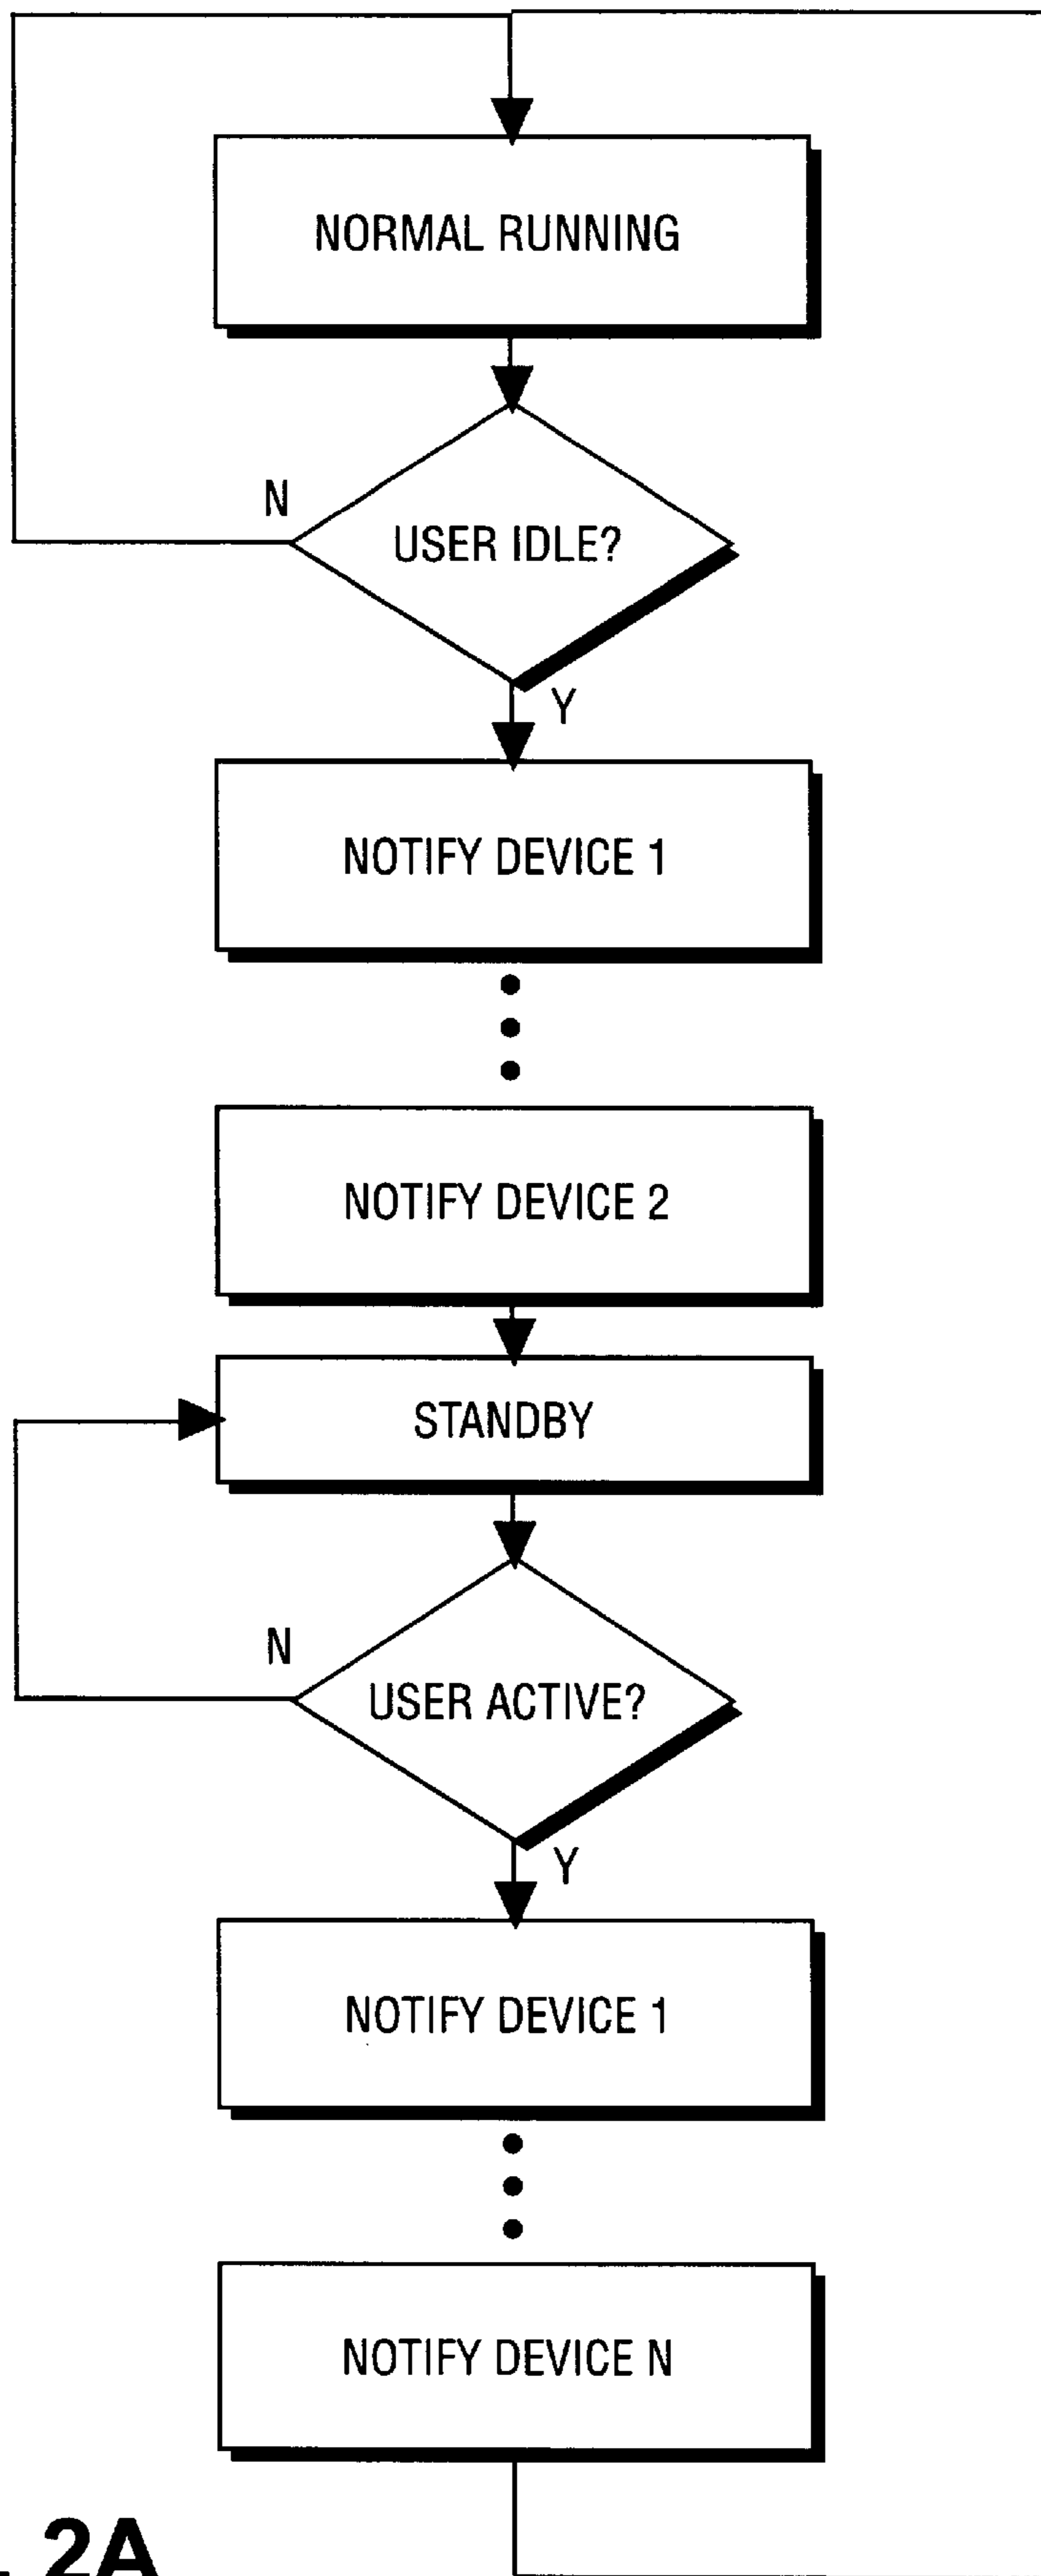 NORMAL RUNNING
N
USER IDLE?
Y
NOTIFY DEVICE 1
NOTIFY DEVICE 2
STANDBY
N
USER ACTIVE?
Y
NOTIFY DEVICE 1
NOTIFY DEVICE N
. 2A